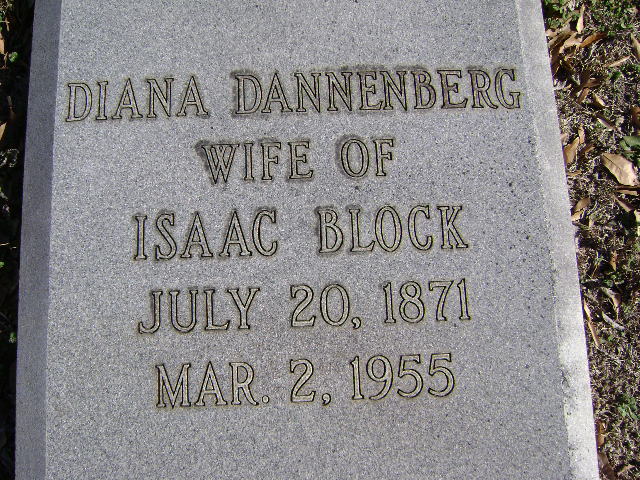 DIANA DANNENBERG
WIFE OF
ISAAC BLOCK
JULY 20, 1871
MAR. 2, 1955